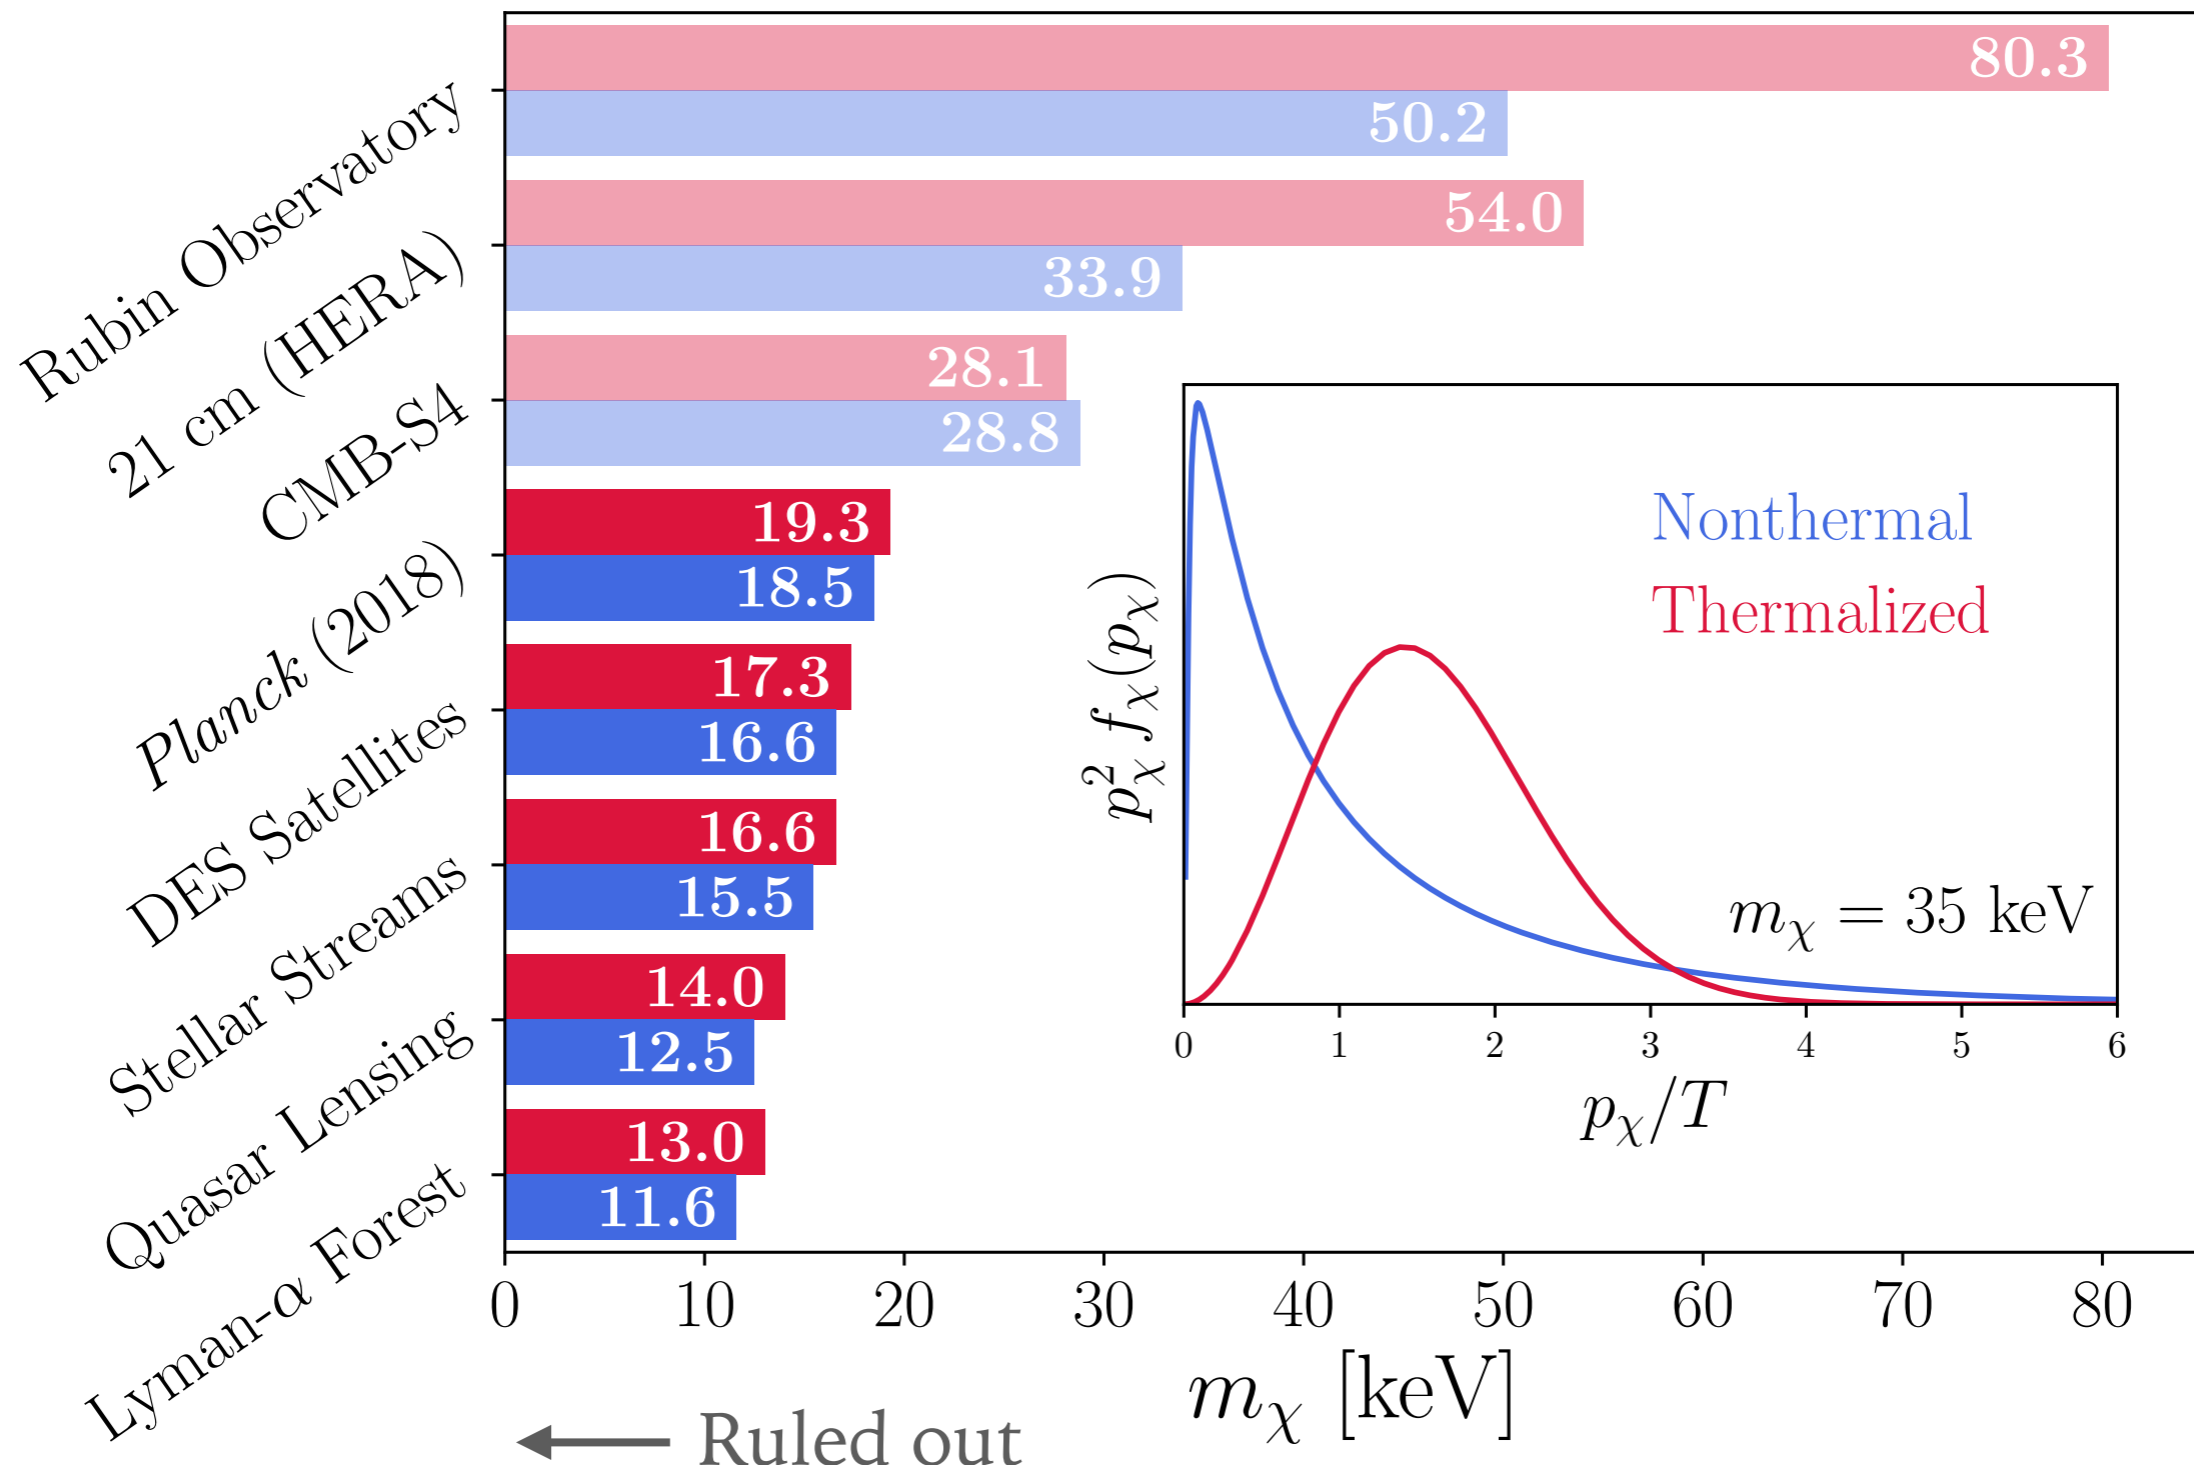 Rubin Observatory
80.3
50.2
21 cm (HERA)
54.0
33.9
CMB-S4
28.1
28.8
Planck (2018)
19.3
18.5
DES Satellites
17.3
16.6
Stellar Streams
16.6
15.5
Quasar Lensing
14.0
12.5
Lyman-α Forest
13.0
11.6
0 10 20 30 40 50 60 70 80
m_χ [keV]
← Ruled out
Nonthermal
Thermalized
m_χ = 35 keV
p_χ^2 f_χ(p_χ)
0 1 2 3 4 5 6
p_χ/T